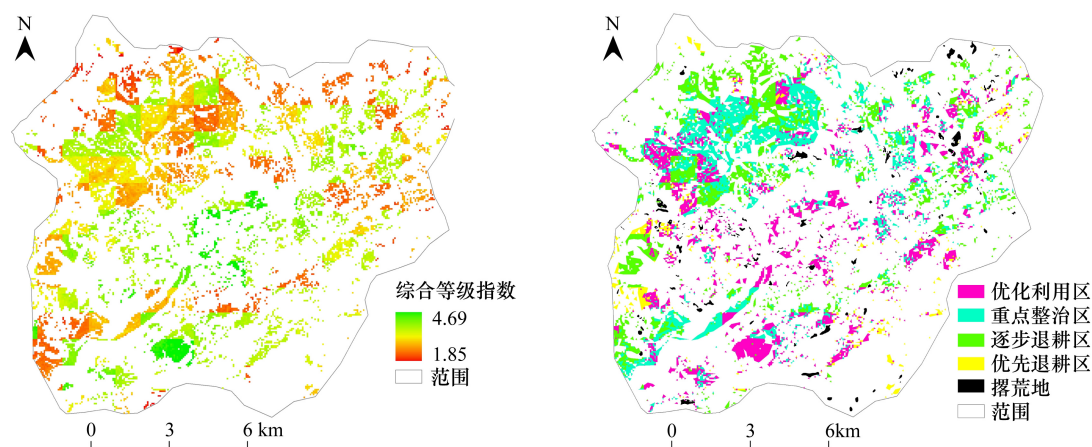 N
综合等级指数
4.69
1.85
范围
0 3 6 km
N
优化利用区
重点整治区
逐步退耕区
优先退耕区
撂荒地
范围
0 3 6km